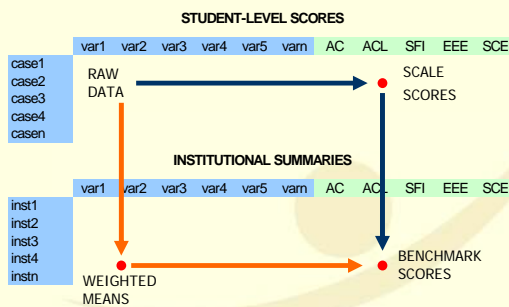 STUDENT-LEVEL SCORES
var1 var2 var3 var4 var5 varn AC ACL SFI EEE SCE
case1
case2
case3
case4
casen
RAW
DATA
SCALE
SCORES
INSTITUTIONAL SUMMARIES
var1 var2 var3 var4 var5 varn AC ACL SFI EEE SCE
inst1
inst2
inst3
inst4
instn
WEIGHTED
MEANS
BENCHMARK
SCORES